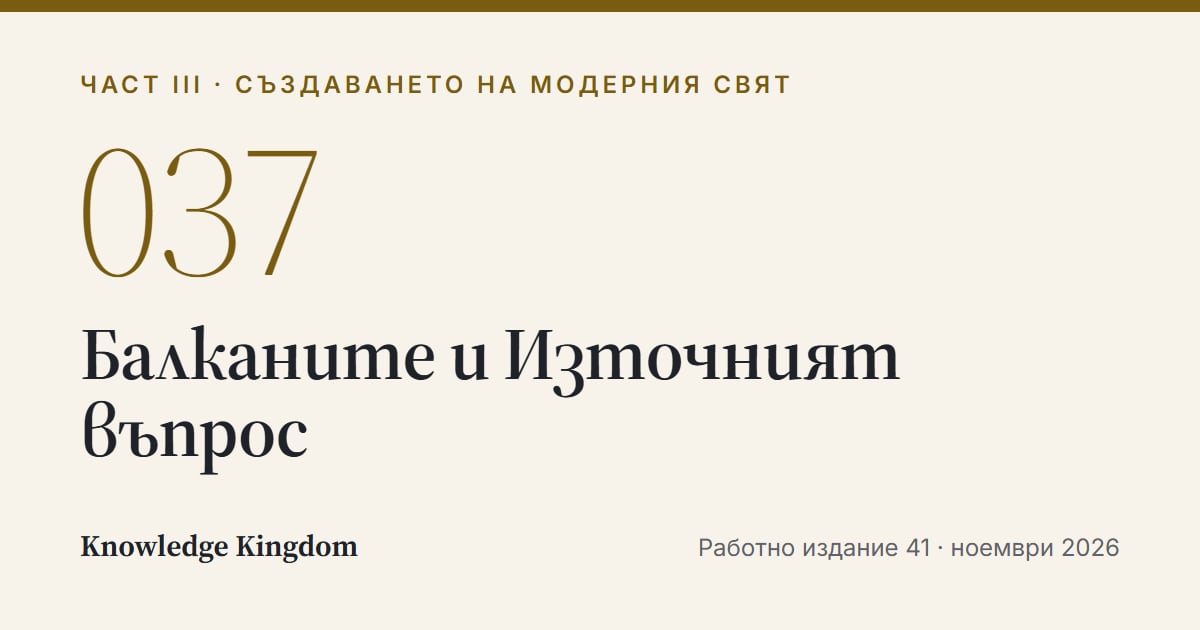 ЧАСТ III · СЪЗДАВАНЕТО НА МОДЕРНИЯ СВЯТ
037
Балканите и Източният
въпрос
Knowledge Kingdom
Работно издание 41 · ноември 2026